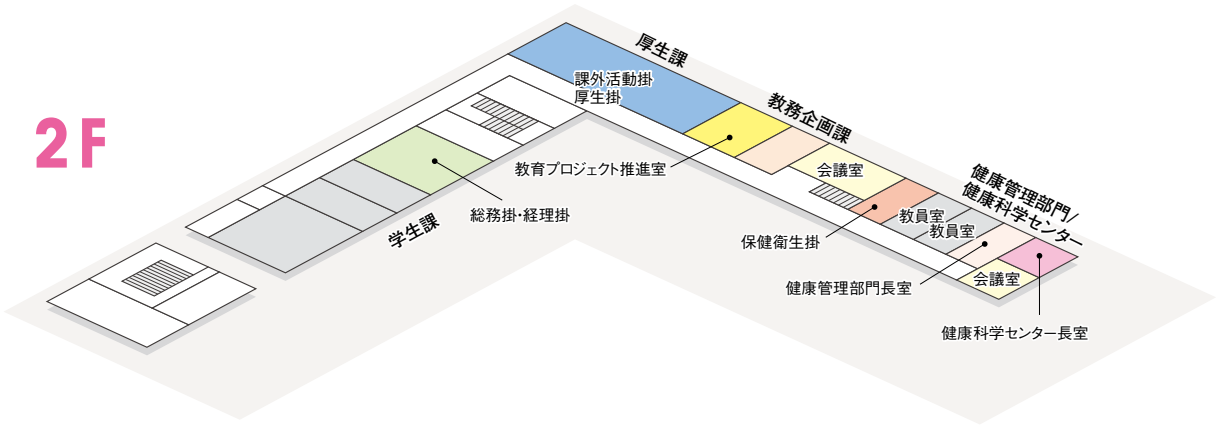 2F
厚生課
課外活動掛
厚生掛
教務企画課
教育プロジェクト推進室
会議室
総務掛・経理掛
学生課
健康管理部門/
健康科学センター
教員室
教員室
保健衛生掛
健康管理部門長室
会議室
健康科学センター長室